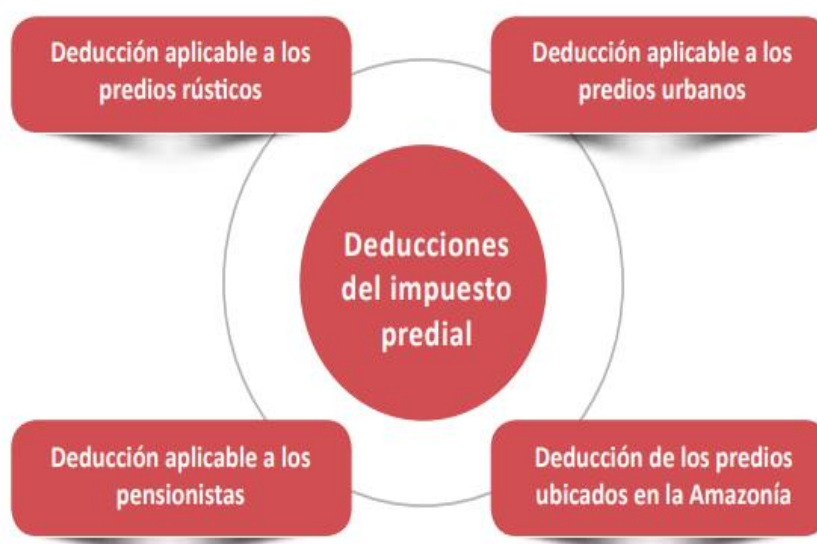 Deducción aplicable a los
predios rústicos
Deducción aplicable a los
predios urbanos
Deducciones
del impuesto
predial
Deducción aplicable a los
pensionistas
Deducción de los predios
ubicados en la Amazonía